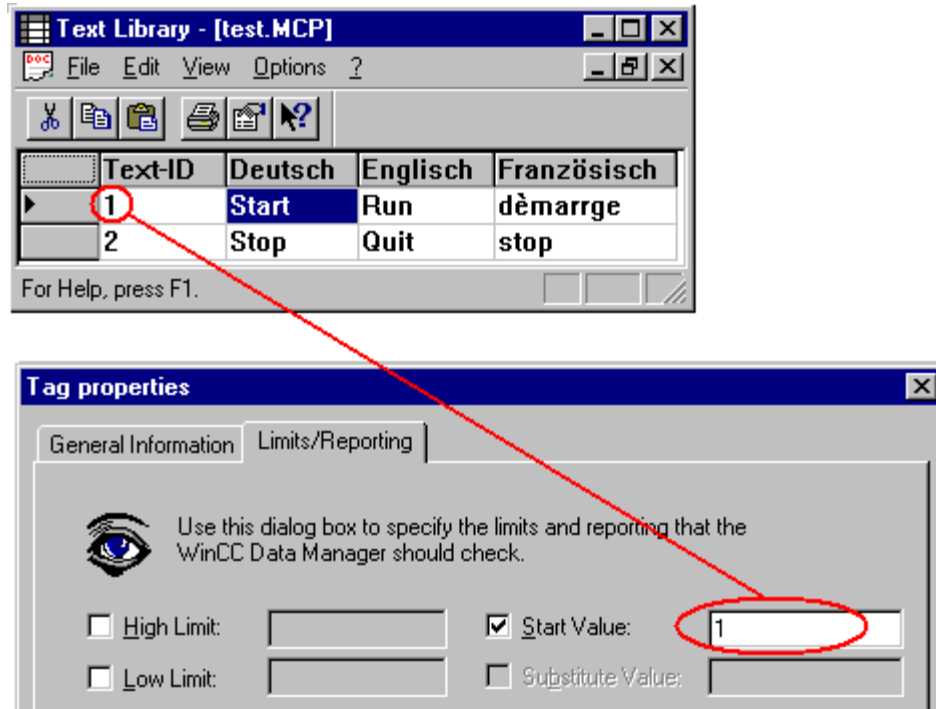 Text Library - [test.MCP]
DOC File Edit View Options ?
Text-ID Deutsch Englisch Französisch
1 Start Run dèmarrge
2 Stop Quit stop
For Help, press F1.
Tag properties
General Information Limits/Reporting
Use this dialog box to specify the limits and reporting that the
WinCC Data Manager should check.
High Limit: Start Value: 1
Low Limit: Substitute Value: